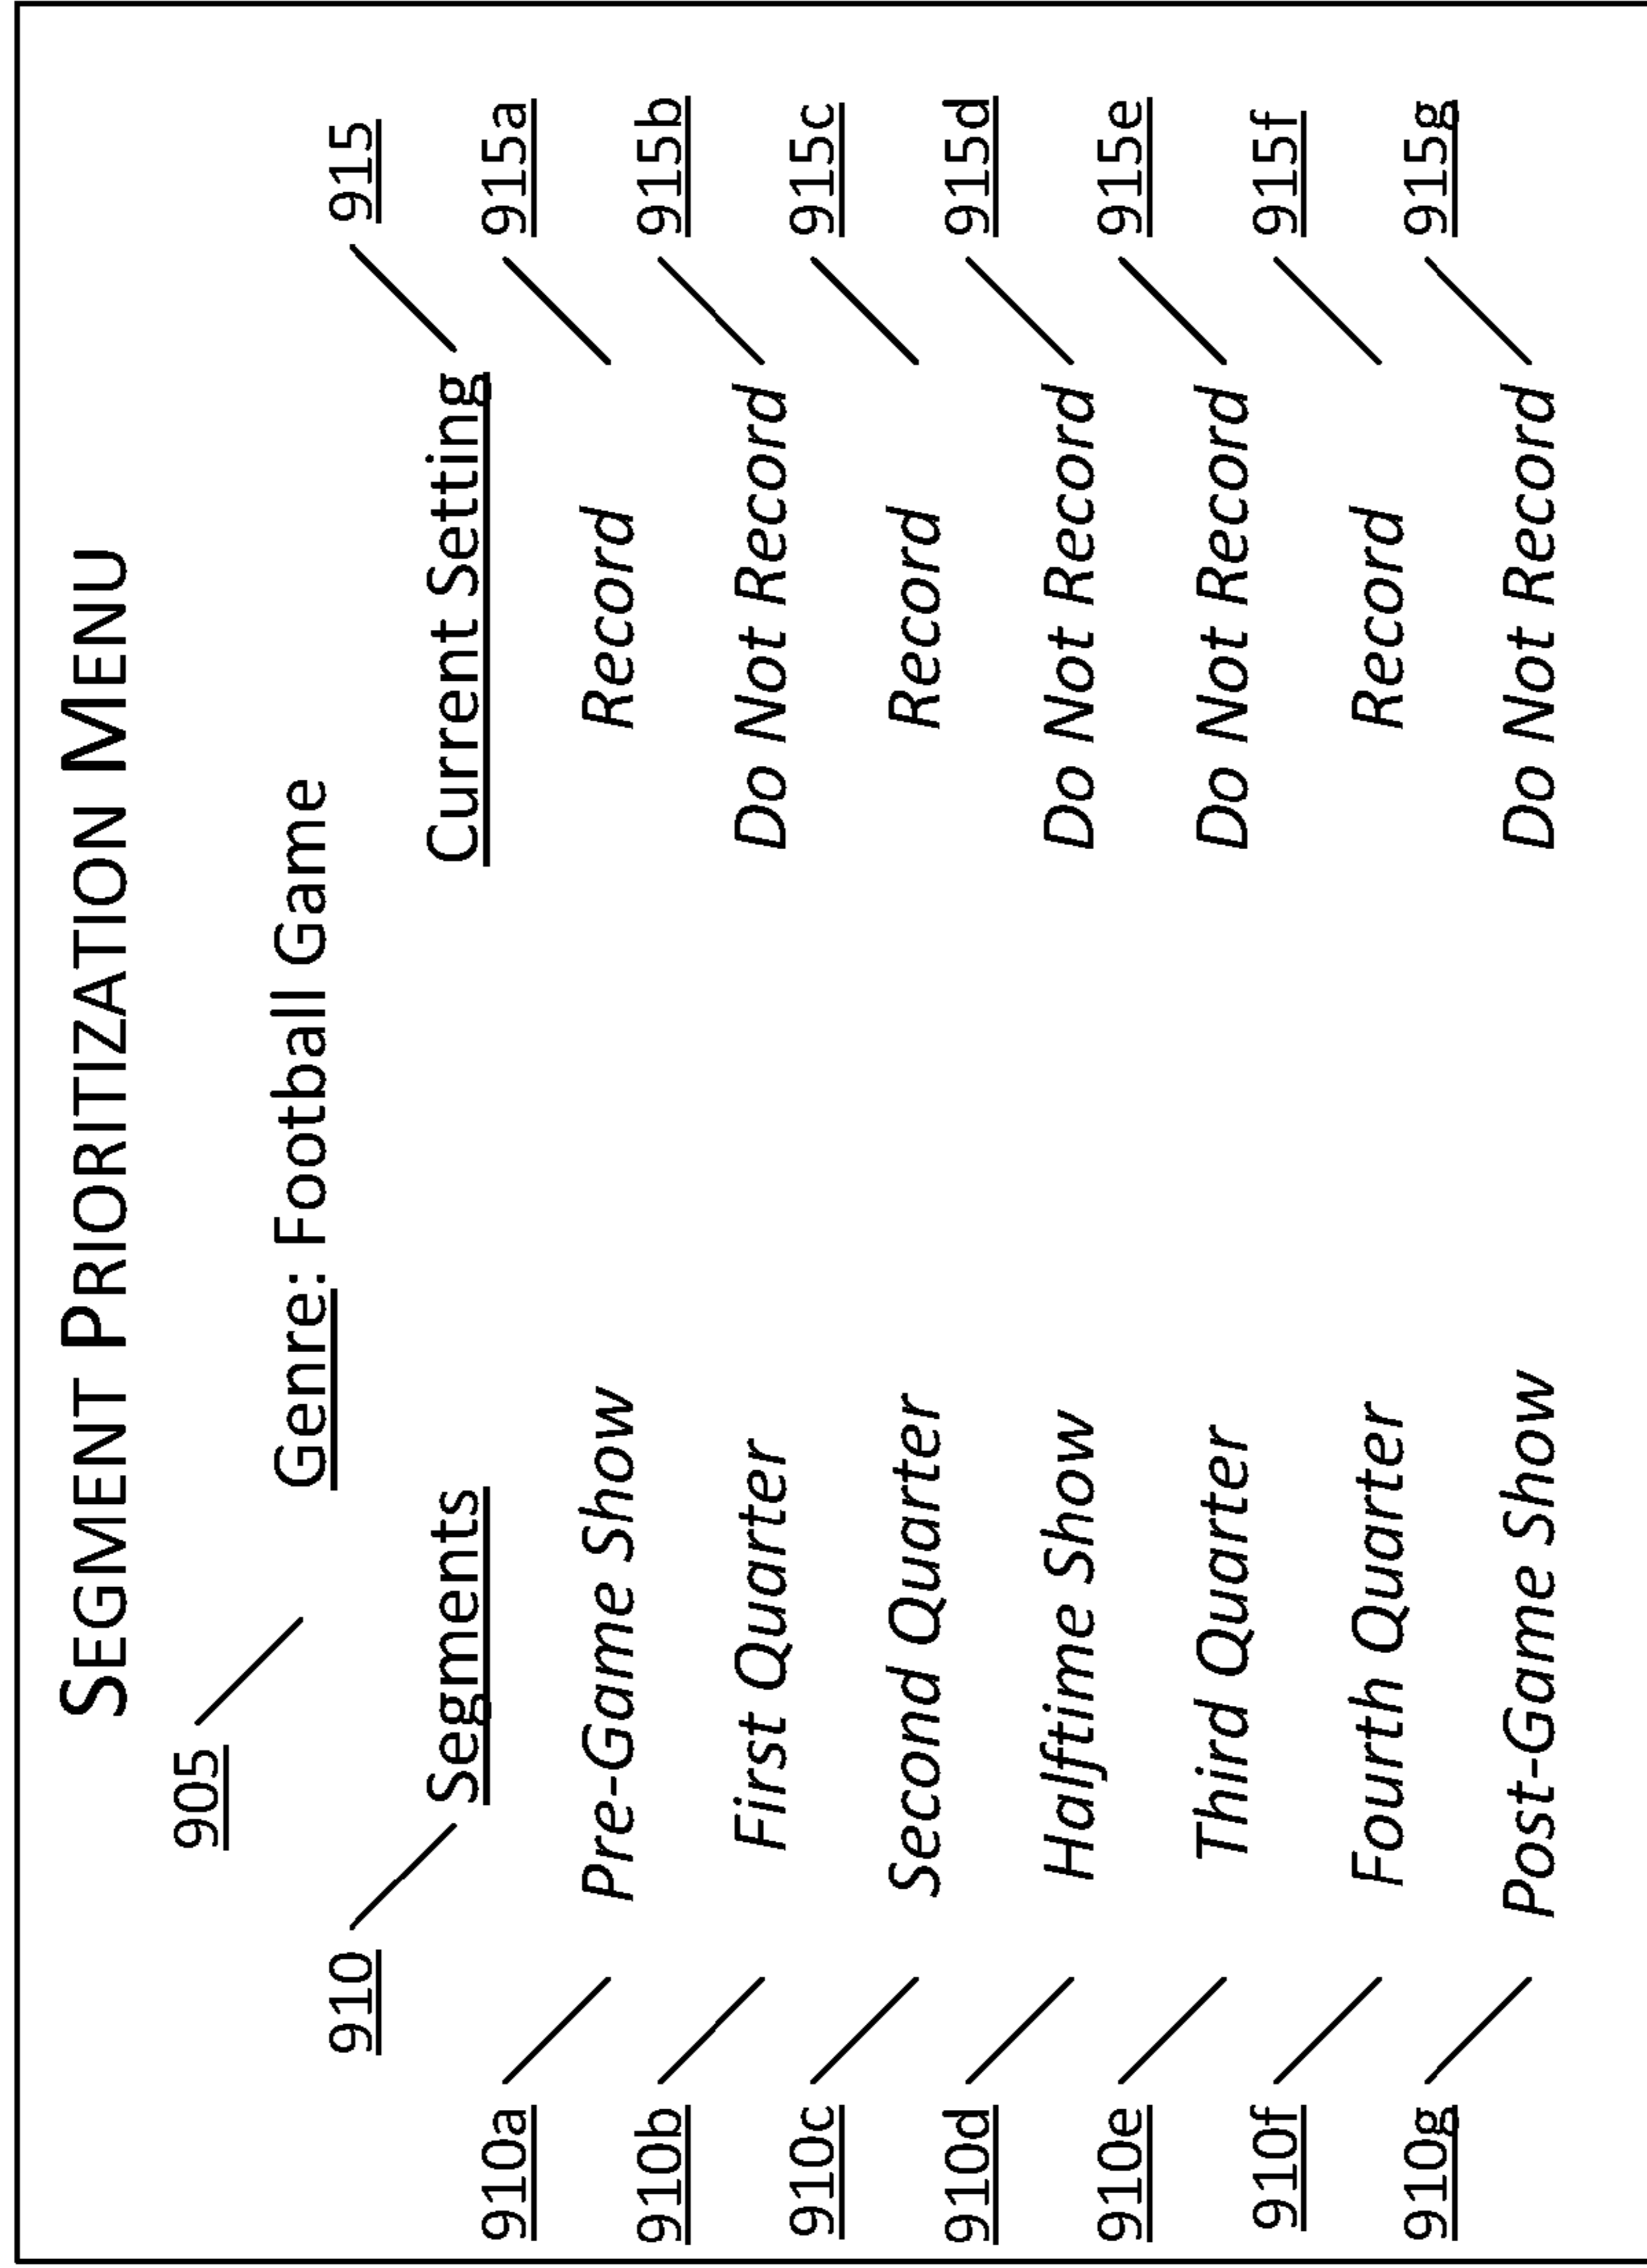 SEGMENT PRIORITIZATION MENU
905
Genre: Football Game
910 915
Segments Current Setting
910a 915a
Pre-Game Show Record
910b 915b
First Quarter Do Not Record
910c 915c
Second Quarter Record
910d 915d
Halftime Show Do Not Record
910e 915e
Third Quarter Do Not Record
910f 915f
Fourth Quarter Record
910g 915g
Post-Game Show Do Not Record